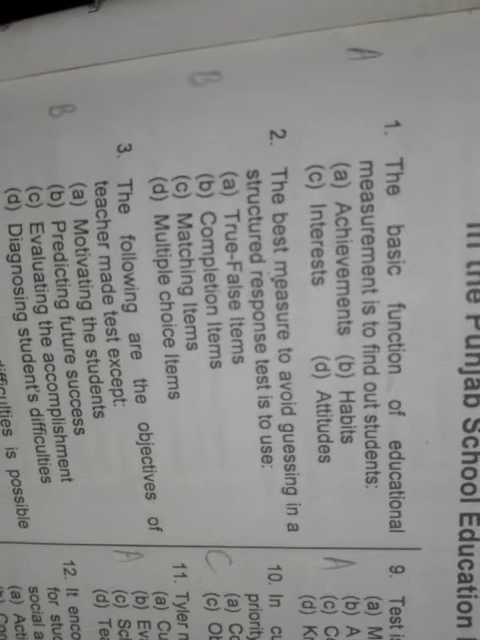 In the Punjab School Education
1. The basic function of educational
measurement is to find out students:
(a) Achievements (b) Habits
(c) Interests (d) Attitudes
A
2. The best measure to avoid guessing in a
structured response test is to use:
(a) True-False Items
(b) Completion Items
(c) Matching Items
(d) Multiple choice Items
B
3. The following are the objectives of
teacher made test except:
(a) Motivating the students
(b) Predicting future success
(c) Evaluating the accomplishment
(d) Diagnosing student's difficulties
B
is possible
9. Test
(a)
(b)
(c)
(d)
A
10. In
priority
(a)
(c)
C
11. Tyler
(a)
(b)
(c)
(d)
A
12. It
for
social
(a)